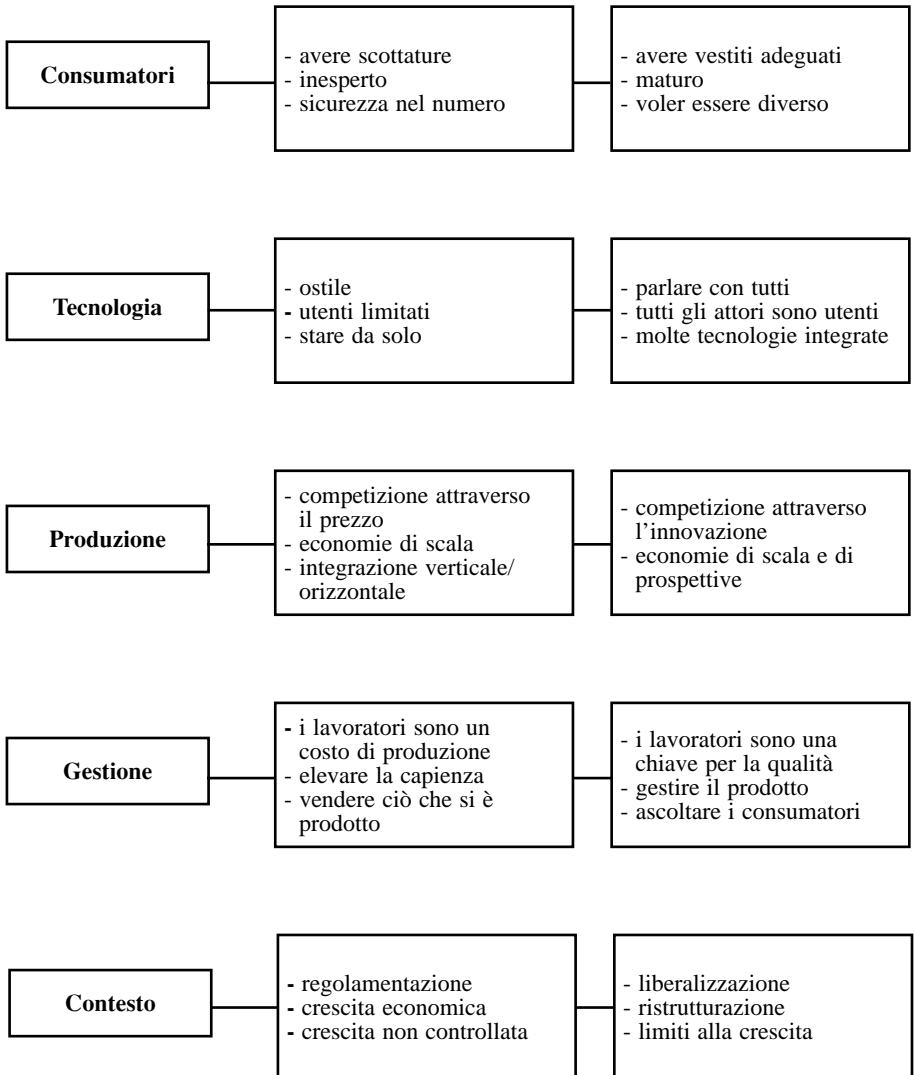 Consumatori
- avere scottature
- inesperto
- sicurezza nel numero
- avere vestiti adeguati
- maturo
- voler essere diverso
Tecnologia
- ostile
- utenti limitati
- stare da solo
- parlare con tutti
- tutti gli attori sono utenti
- molte tecnologie integrate
Produzione
- competizione attraverso
il prezzo
- economie di scala
- integrazione verticale/
orizzontale
- competizione attraverso
l’innovazione
- economie di scala e di
prospettive
Gestione
- i lavoratori sono un
costo di produzione
- elevare la capienza
- vendere ciò che si è
prodotto
- i lavoratori sono una
chiave per la qualità
- gestire il prodotto
- ascoltare i consumatori
Contesto
- regolamentazione
- crescita economica
- crescita non controllata
- liberalizzazione
- ristrutturazione
- limiti alla crescita